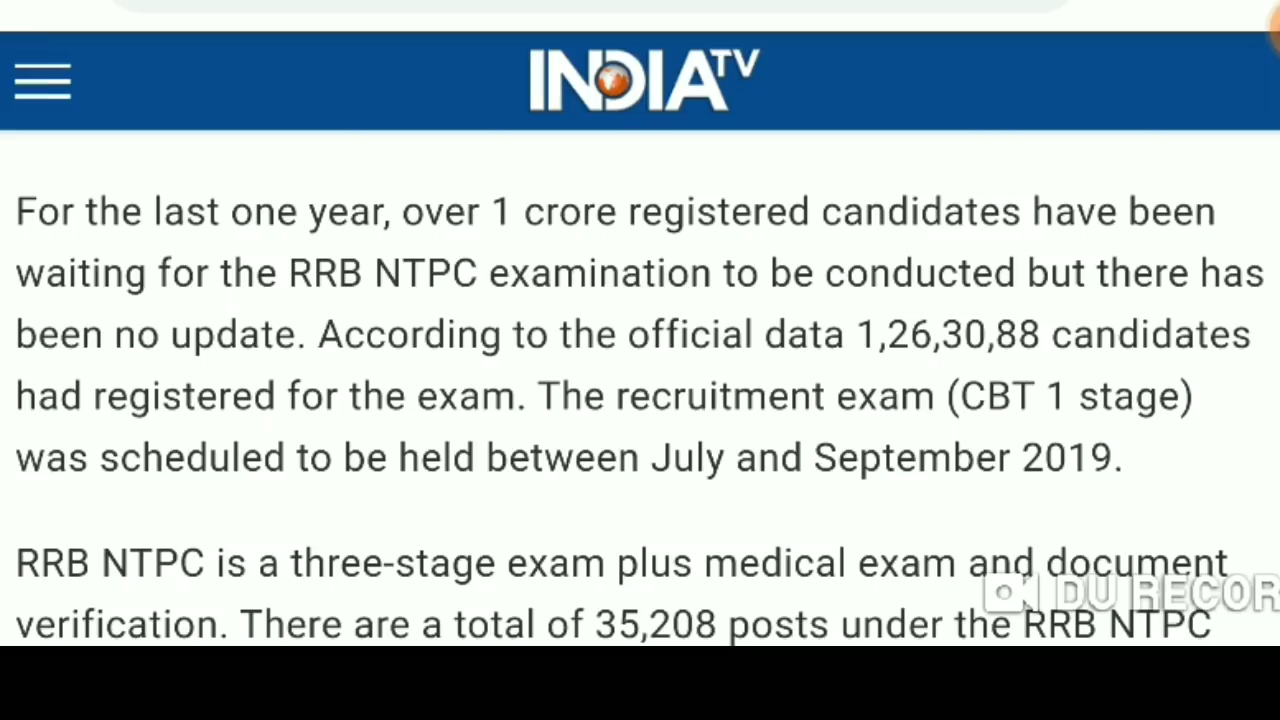 INDIA TV
For the last one year, over 1 crore registered candidates have been
waiting for the RRB NTPC examination to be conducted but there has
been no update. According to the official data 1,26,30,88 candidates
had registered for the exam. The recruitment exam (CBT 1 stage)
was scheduled to be held between July and September 2019.
RRB NTPC is a three-stage exam plus medical exam and document
DU RECOR
verification. There are a total of 35,208 posts under the RRB NTPC